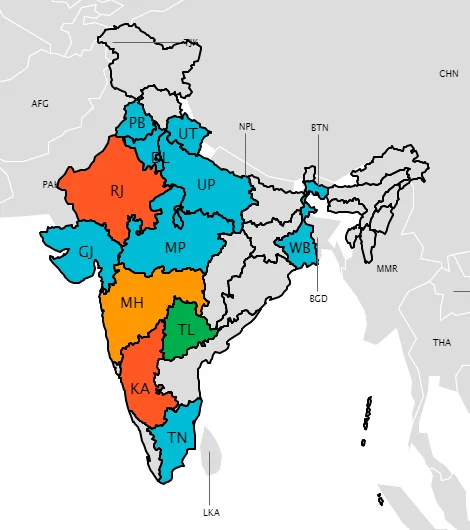 TJK
CHN
AFG
PB
NPL
BTN
UT
DL
PAK
RJ
UP
GJ
MP
WB
MMR
BGD
MH
TL
THA
KA
TN
LKA